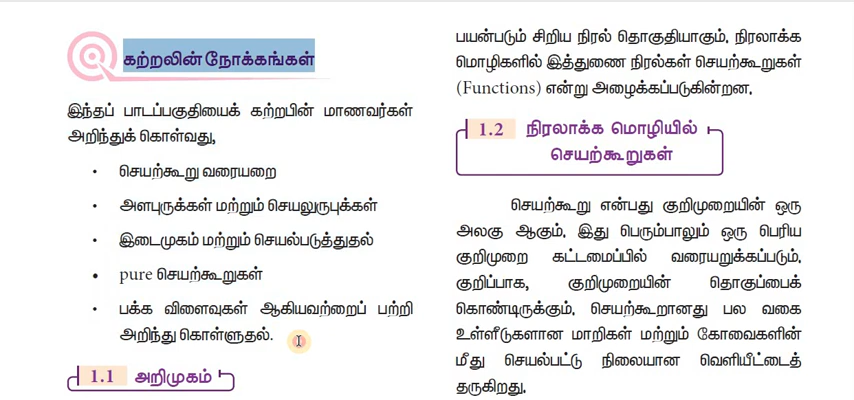 கற்றலின் நோக்கங்கள்
இந்தப் பாடப்பகுதியைக் கற்றபின் மாணவர்கள்
அறிந்துக் கொள்வது,
• செயற்கூறு வரையறை
• அளபுருக்கள் மற்றும் செயலுருபுக்கள்
• இடைமுகம் மற்றும் செயல்படுத்துதல்
• pure செயற்கூறுகள்
• பக்க விளைவுகள் ஆகியவற்றைப் பற்றி
அறிந்து கொள்ளுதல்.
1.1 அறிமுகம்
பயன்படும் சிறிய நிரல் தொகுதியாகும். நிரலாக்க
மொழிகளில் இத்துணை நிரல்கள் செயற்கூறுகள்
(Functions) என்று அழைக்கப்படுகின்றன.
1.2 நிரலாக்க மொழியில்
செயற்கூறுகள்
செயற்கூறு என்பது குறிமுறையின் ஒரு
அலகு ஆகும். இது பெரும்பாலும் ஒரு பெரிய
குறிமுறை கட்டமைப்பில் வரையறுக்கப்படும்.
குறிப்பாக, குறிமுறையின் தொகுப்பைக்
கொண்டிருக்கும். செயற்கூறானது பல வகை
உள்ளீடுகளான மாறிகள் மற்றும் கோவைகளின்
மீது செயல்பட்டு நிலையான வெளியீட்டைத்
தருகிறது.